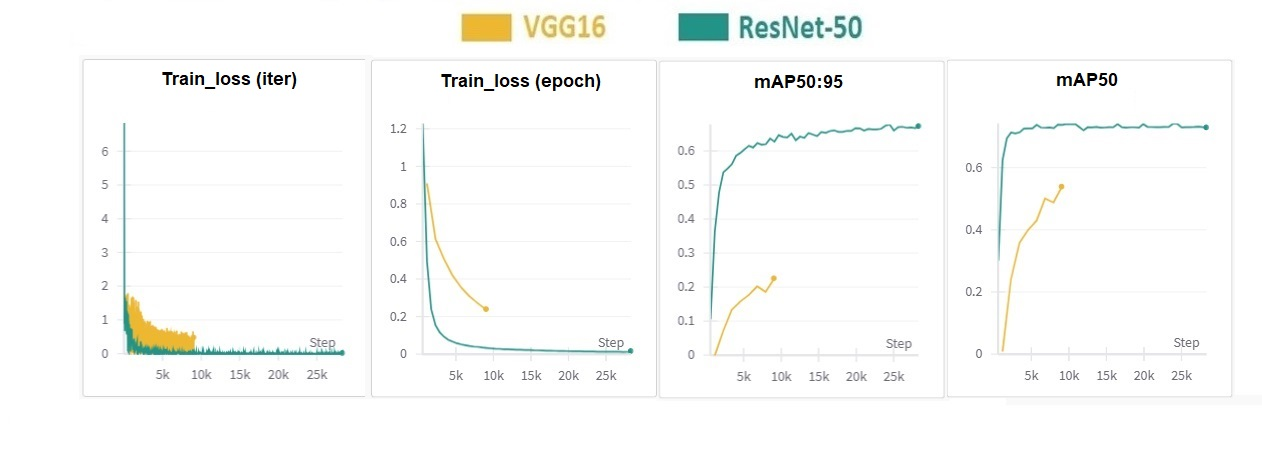 VGG16 ResNet-50
Train_loss (iter)
6
5
4
3
2
1
0
Step
5k 10k 15k 20k 25k
Train_loss (epoch)
1.2
1
0.8
0.6
0.4
0.2
0
Step
5k 10k 15k 20k 25k
mAP50:95
0.6
0.5
0.4
0.3
0.2
0.1
0
Step
5k 10k 15k 20k 25k
mAP50
0.6
0.4
0.2
0
Step
5k 10k 15k 20k 25k